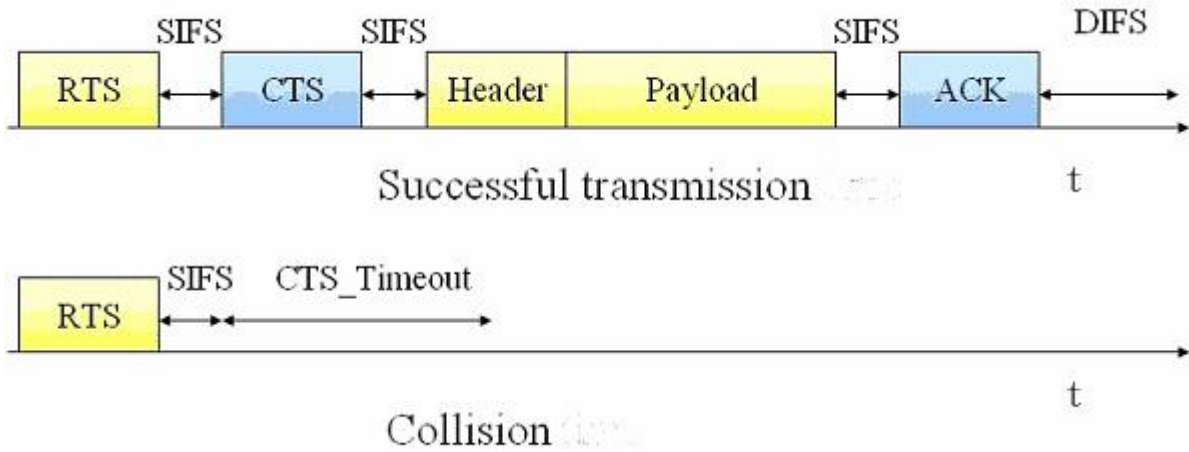 SIFS SIFS SIFS DIFS
RTS CTS Header Payload ACK
Successful transmission t
SIFS CTS_Timeout
RTS
t
Collision